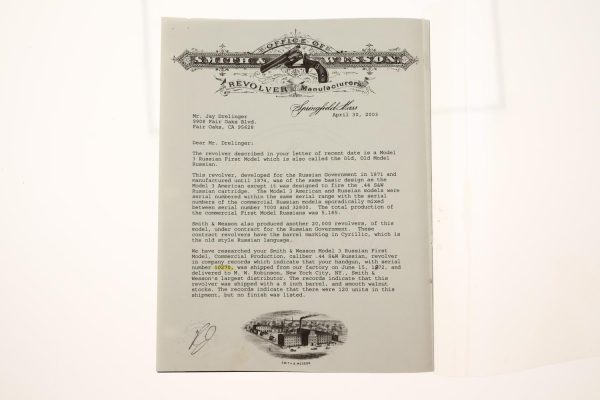 OFFICE OF
SMITH & WESSON,
REVOLVER Manufacturers
Springfield, Mass
April 30, 2003
Mr. Jay Drelinger
5908 Fair Oaks Blvd.
Fair Oaks, CA 95628
Dear Mr. Drelinger:
The revolver described in your letter of recent date is a Model
3 Russian First Model which is also called the Old, Old Model
Russian.
This revolver, developed for the Russian Government in 1871 and
manufactured until 1874, was of the same basic design as the
Model 3 American except it was designed to fire the .44 S&W
Russian cartridge. The Model 3 American and Russian models were
serial numbered within the same serial range with the serial
numbers of the commercial Russian models sporadically mixed
between serial number 7000 and 32800. The total production of
the commercial First Model Russians was 5,165.
Smith & Wesson also produced another 20,000 revolvers, of this
model, under contract for the Russian Government. These
contract revolvers have the barrel marking in Cyrillic, which is
the old style Russian language.
We have researched your Smith & Wesson Model 3 Russian First
Model, Commercial Production, caliber .44 S&W Russian, revolver
in company records which indicate that your handgun, with serial
number was shipped from our factory on June 15, 1872, and
delivered to M. W. Robinson, New York City, NY., Smith &
Wesson's largest distributor. The records indicate that this
revolver was shipped with a 8 inch barrel, and smooth walnut
stocks. The records indicate that there were 120 units in this
shipment, but no finish was listed.
SMITH & WESSON